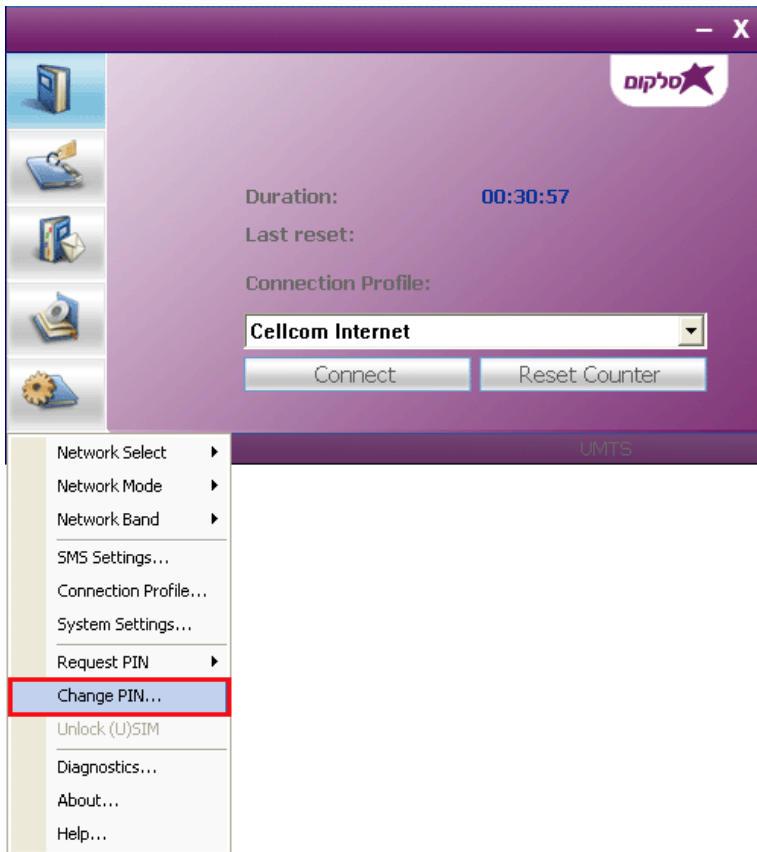 – X
סלקום
Duration: 00:30:57
Last reset:
Connection Profile:
Cellcom Internet
Connect Reset Counter
UMTS
Network Select
Network Mode
Network Band
SMS Settings...
Connection Profile...
System Settings...
Request PIN
Change PIN...
Unlock (U)SIM
Diagnostics...
About...
Help...